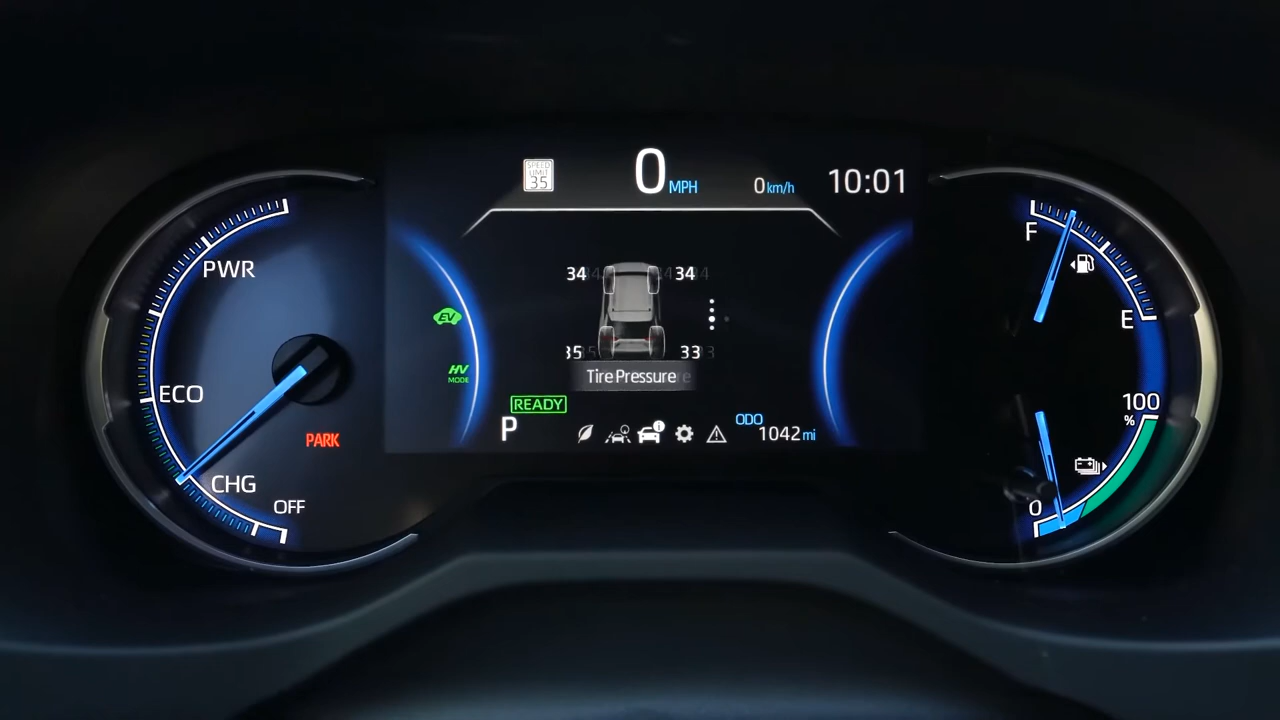 SPEED
LIMIT
35
0 MPH
0 km/h
10:01
PWR
ECO
CHG
OFF
PARK
EV
HV
MODE
34 34
35 33
Tire Pressure
READY
P
ODO
1042 mi
F
E
100
%
0